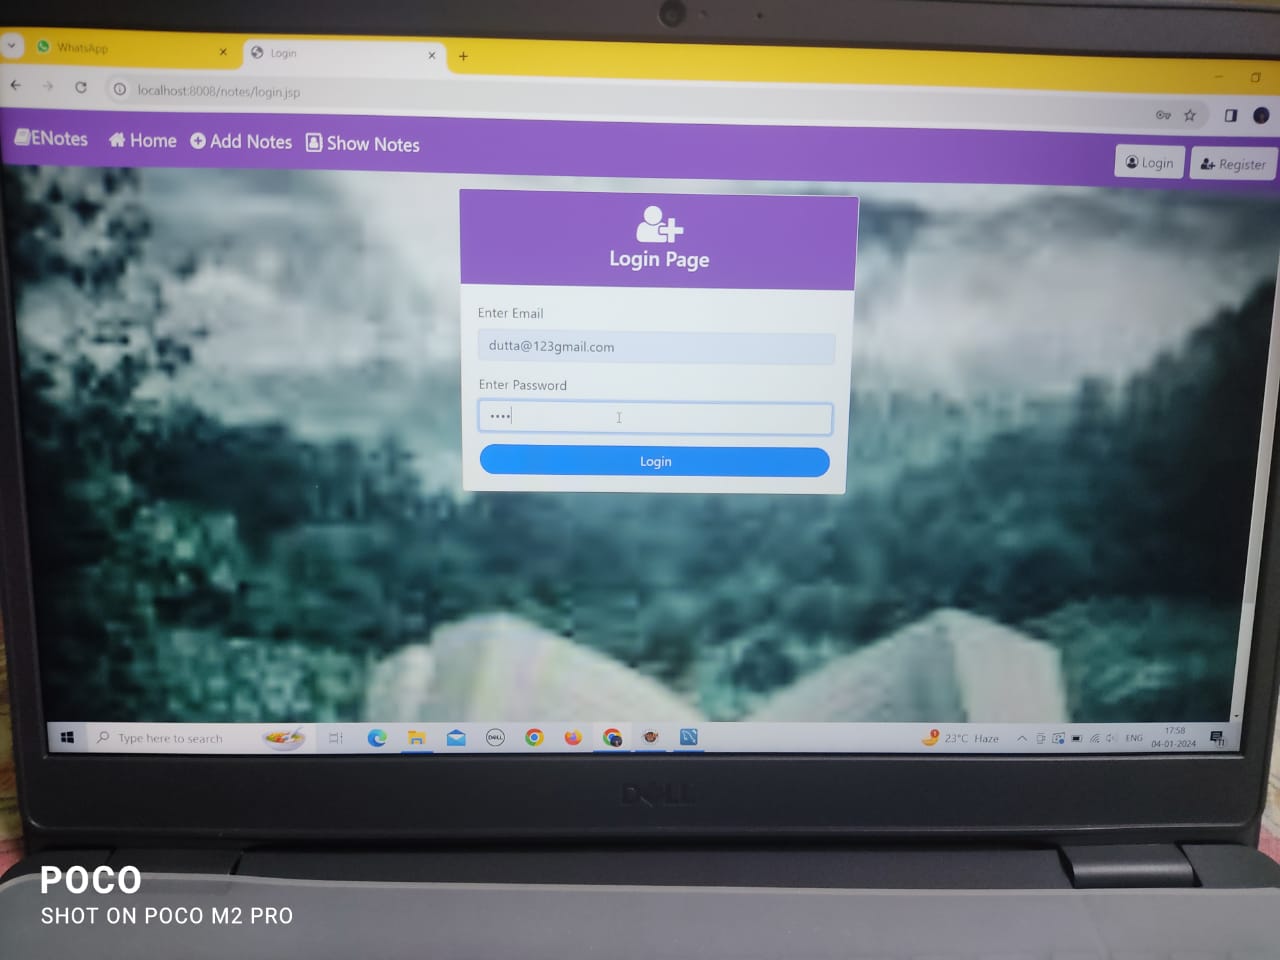 WhatsApp
Login
localhost:8008/notes/login.jsp
ENotes Home Add Notes Show Notes
Login Register
Login Page
Enter Email
dutta@123gmail.com
Enter Password
••••
Login
Type here to search
DELL
23°C Haze
ENG
17:58
04-01-2024
DELL
POCO
SHOT ON POCO M2 PRO